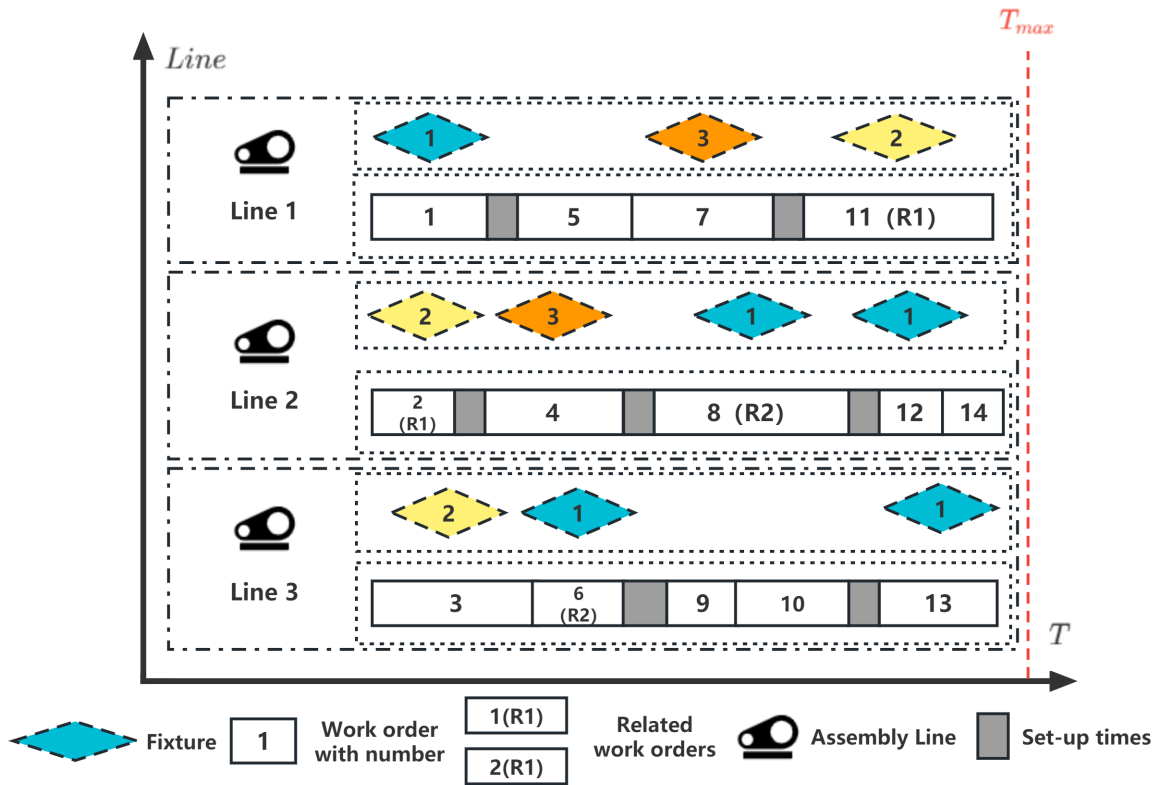 T_max
Line
1 3 2
Line 1
1 5 7 11 (R1)
2 3 1 1
Line 2
2 (R1) 4 8 (R2) 12 14
2 1 1
Line 3
3 6 (R2) 9 10 13
T
Fixture
1
Work order
with number
1(R1)
2(R1)
Related
work orders
Assembly Line
Set-up times